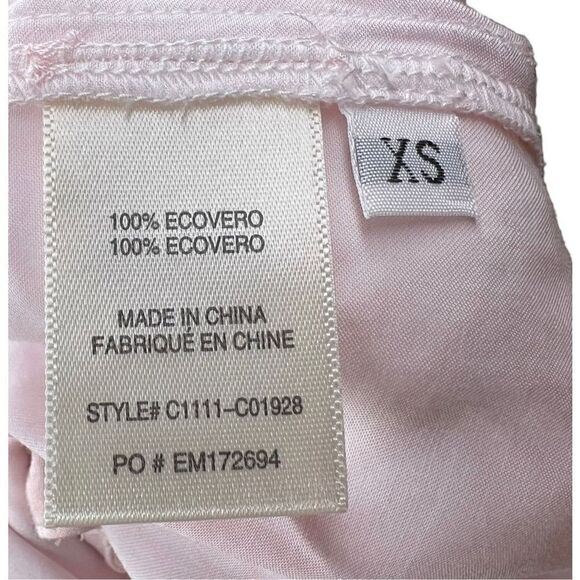 100% ECOVERO
100% ECOVERO
MADE IN CHINA
FABRIQUÉ EN CHINE
STYLE# C1111-C01928
PO # EM172694
XS